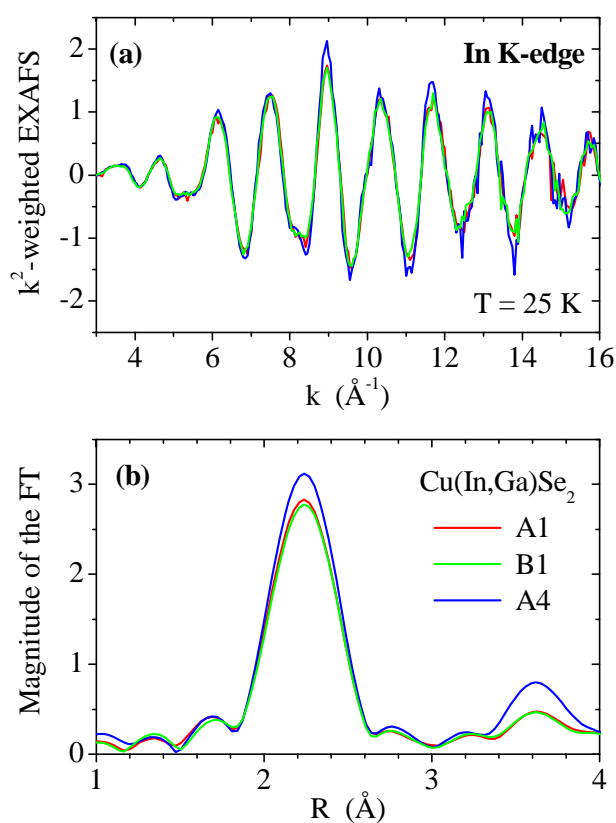 (a)
In K-edge
k²-weighted EXAFS
2
1
0
-1
-2
T = 25 K
4 6 8 10 12 14 16
k (Å⁻¹)
(b)
Cu(In,Ga)Se₂
A1
B1
A4
Magnitude of the FT
3
2
1
0
1 2 3 4
R (Å)